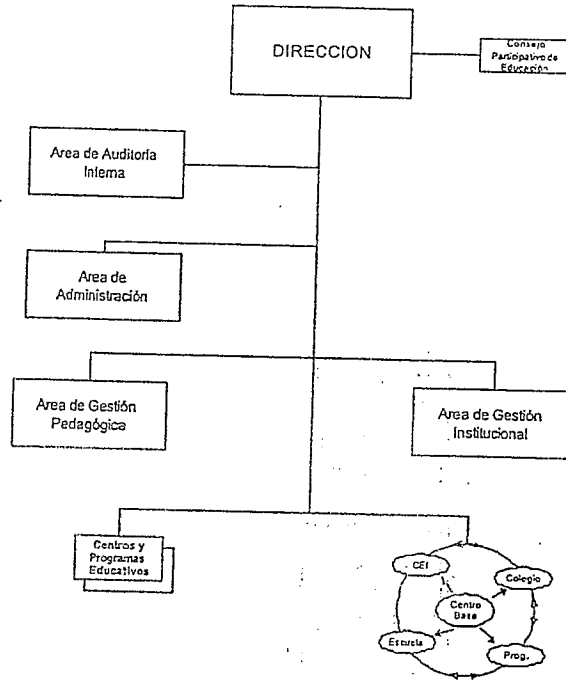 DIRECCION
Consejo
Participativo de
Educación
Area de Auditoría
Interna
Area de
Administración
Area de Gestión
Pedagógica
Area de Gestión
Institucional
Centros y
Programas
Educativos
CEI
Colegio
Centro
Base
Escuela
Prog.